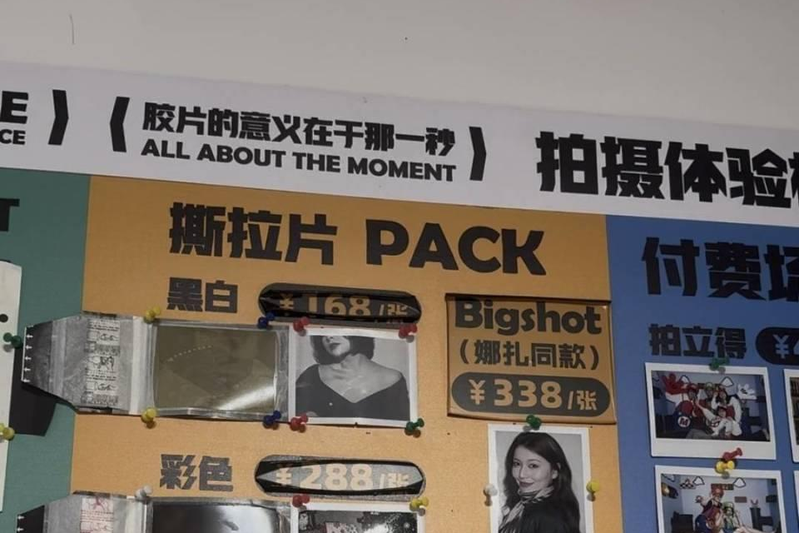 E
CE
《 胶片的意义在于那一秒 》
ALL ABOUT THE MOMENT
拍摄体验
T
撕拉片 PACK
黑白 ¥168/张
Bigshot
(娜扎同款)
¥338/张
彩色 ¥288/张
付费
拍立得 ¥